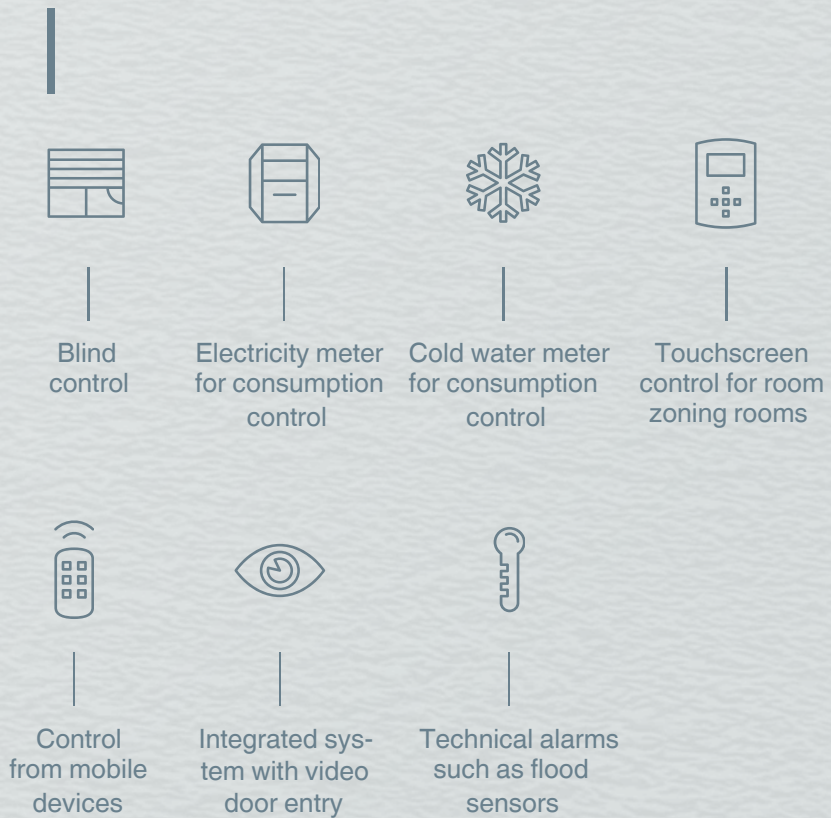 Blind
control
Electricity meter
for consumption
control
Cold water meter
for consumption
control
Touchscreen
control for room
zoning rooms
Control
from mobile
devices
Integrated sys-
tem with video
door entry
Technical alarms
such as flood
sensors